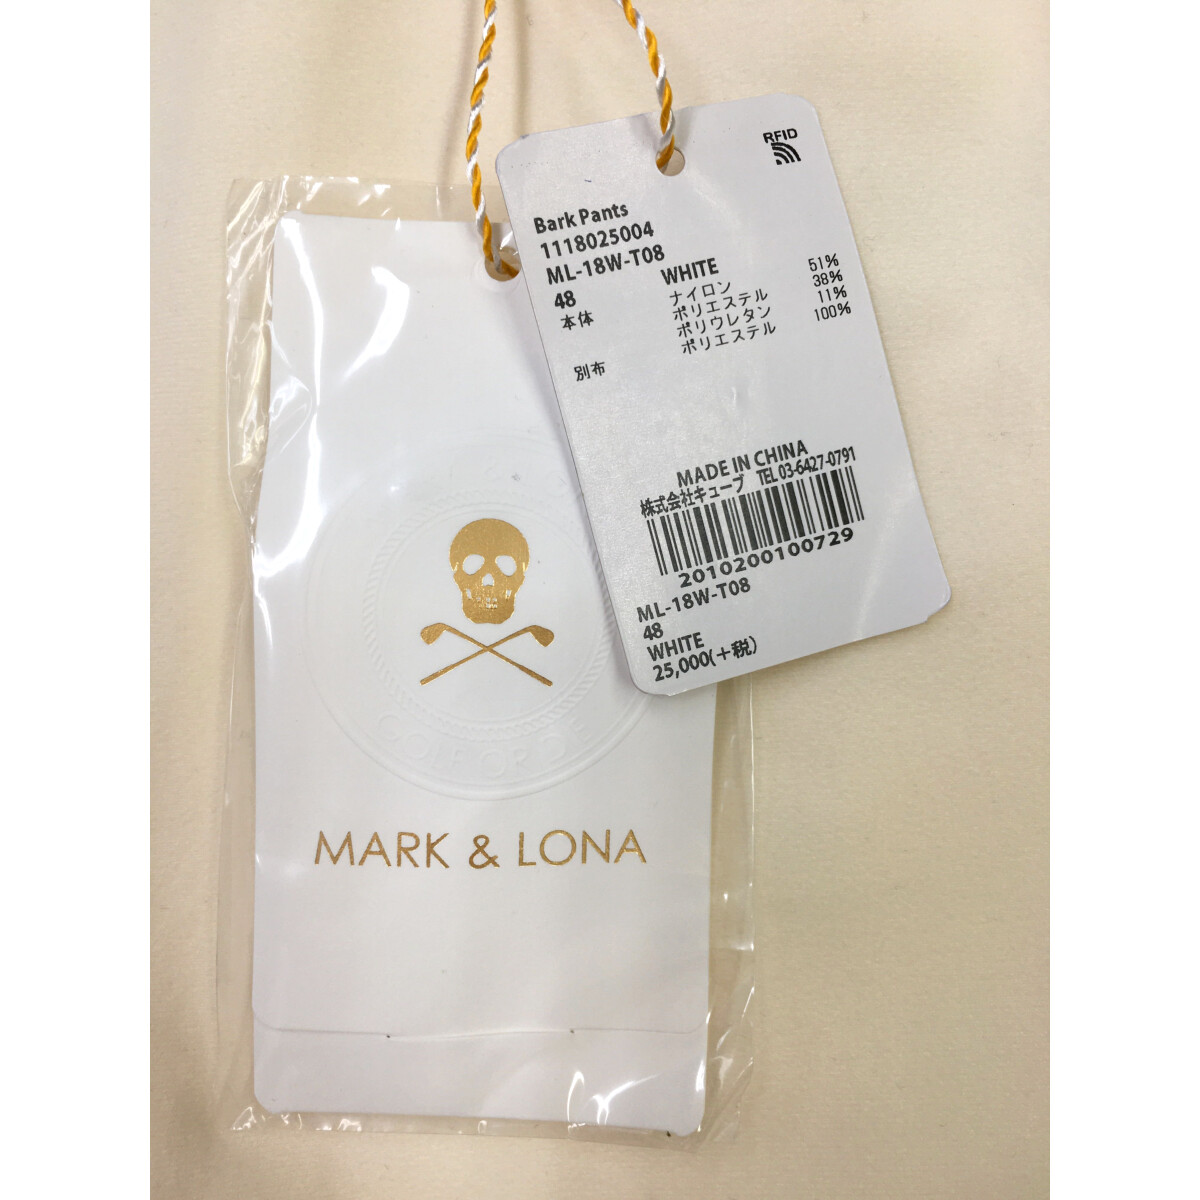 RFID
Bark Pants
1118025004
ML-18W-T08
48 WHITE
本体 ナイロン 51%
ポリエステル 38%
ポリウレタン 11%
別布 ポリエステル 100%
MADE IN CHINA
株式会社キューブ TEL 03-6427-0791
2010200100729
ML-18W-T08
48
WHITE
25,000(+税)
GOLF OR DIE
MARK & LONA